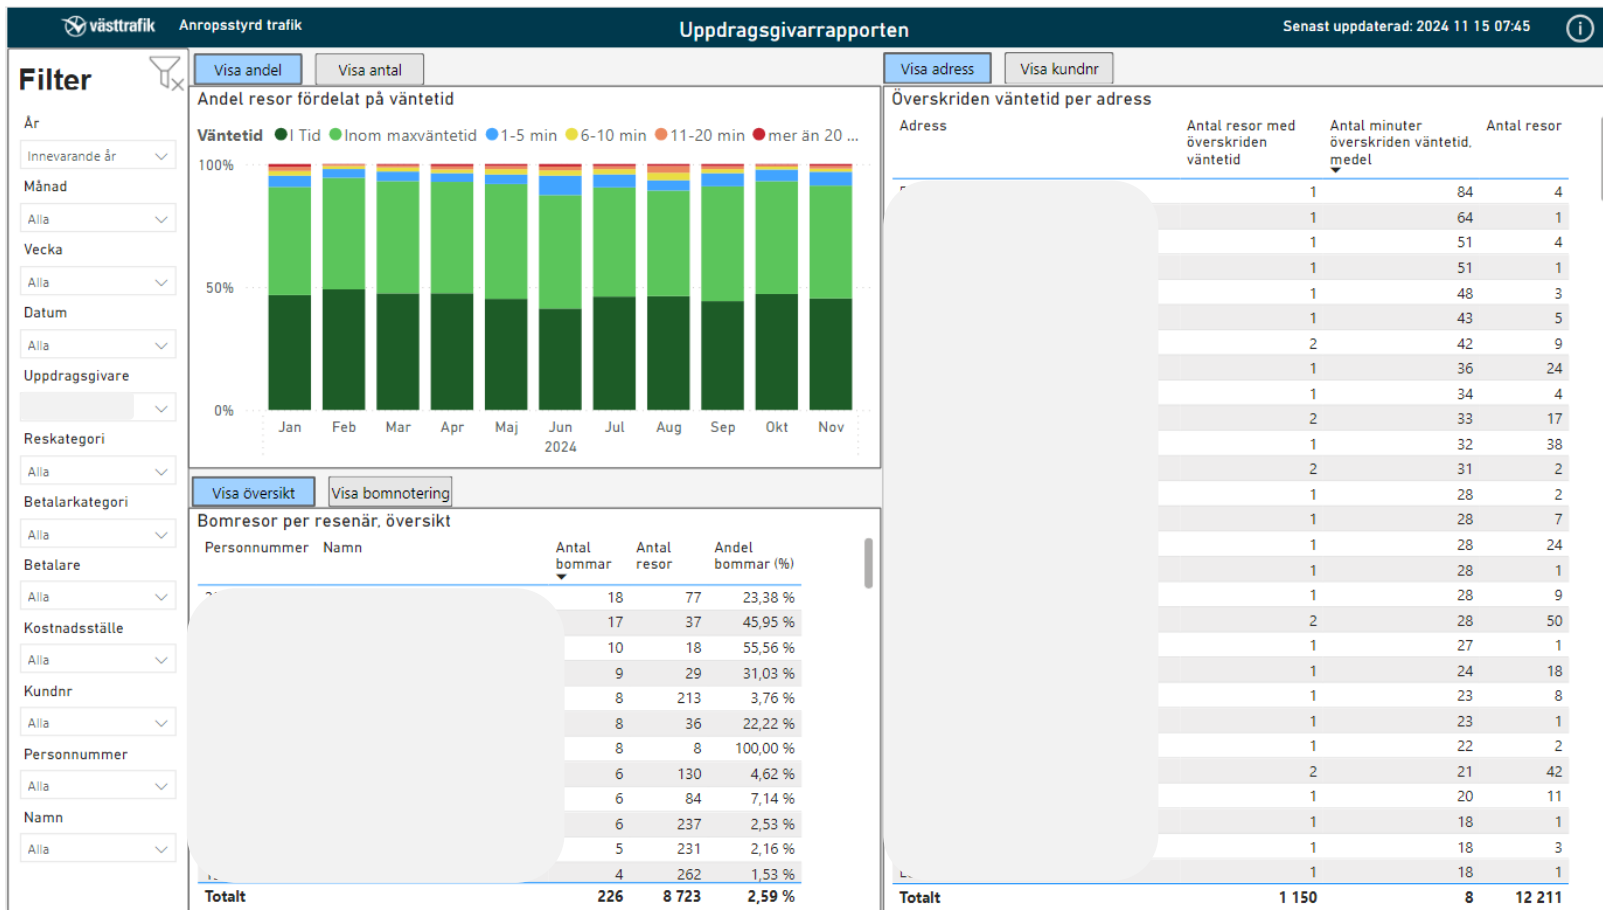 västtrafik Anropsstyrd trafik Uppdragsgivarrapporten Senast uppdaterad: 2024 11 15 07:45
Filter
År
Innevarande år
Månad
Alla
Vecka
Alla
Datum
Alla
Uppdragsgivare
Reskategori
Alla
Betalarkategori
Alla
Betalare
Alla
Kostnadsställe
Alla
Kundnr
Alla
Personnummer
Alla
Namn
Alla
Visa andel Visa antal
Andel resor fördelat på väntetid
Väntetid I Tid Inom maxväntetid 1-5 min 6-10 min 11-20 min mer än 20 ...
100%
50%
0%
Jan Feb Mar Apr Maj Jun Jul Aug Sep Okt Nov
2024
Visa översikt Visa bomnotering
Bomresor per resenär, översikt
Personnummer Namn Antal bommar Antal resor Andel bommar (%)
18 77 23,38 %
17 37 45,95 %
10 18 55,56 %
9 29 31,03 %
8 213 3,76 %
8 36 22,22 %
8 8 100,00 %
6 130 4,62 %
6 84 7,14 %
6 237 2,53 %
5 231 2,16 %
4 262 1,53 %
Totalt 226 8 723 2,59 %
Visa adress Visa kundnr
Överskriden väntetid per adress
Adress Antal resor med överskriden väntetid Antal minuter överskriden väntetid, medel Antal resor
1 84 4
1 64 1
1 51 4
1 51 1
1 48 3
1 43 5
2 42 9
1 36 24
1 34 4
2 33 17
1 32 38
2 31 2
1 28 2
1 28 7
1 28 24
1 28 1
1 28 9
2 28 50
1 27 1
1 24 18
1 23 8
1 23 1
1 22 2
2 21 42
1 20 11
1 18 1
1 18 3
1 18 1
Totalt 1 150 8 12 211